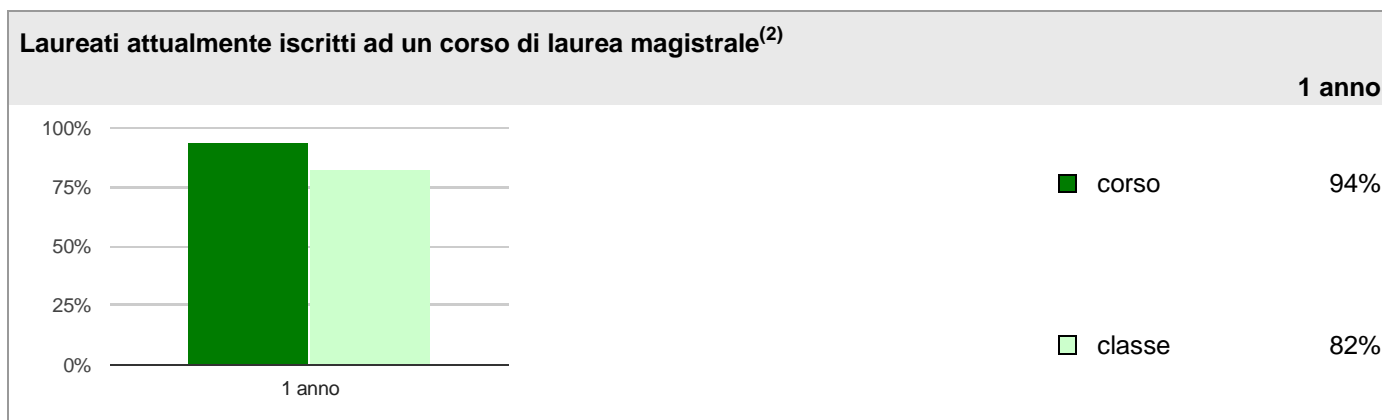 Laureati attualmente iscritti ad un corso di laurea magistrale(2)
1 anno
100%
75%
50%
25%
0%
1 anno
corso 94%
classe 82%